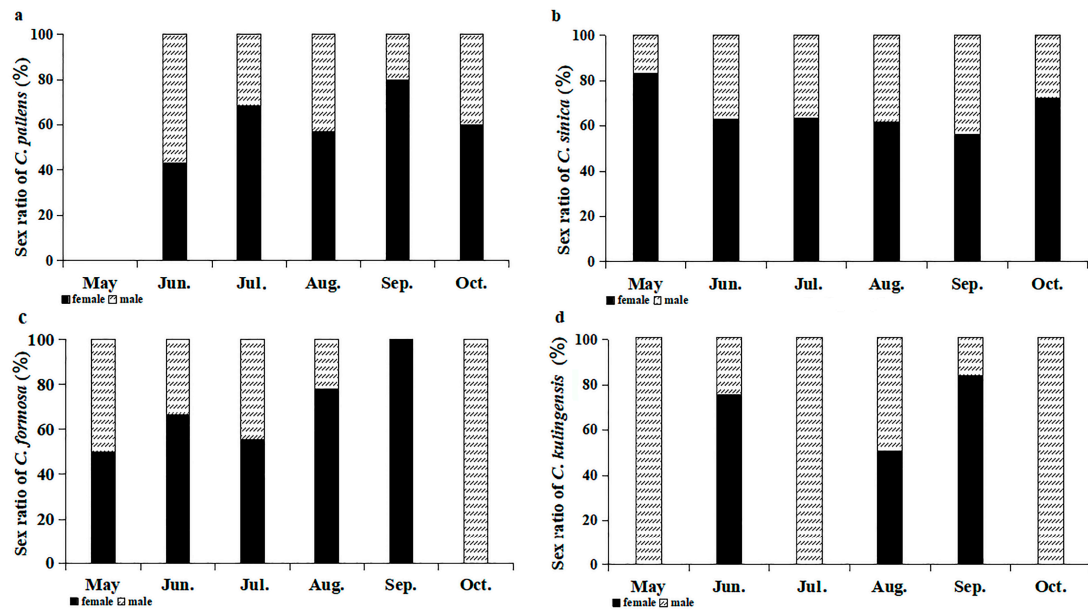 a
Sex ratio of C. pallens (%)
100
80
60
40
20
0
May Jun. Jul. Aug. Sep. Oct.
female male
b
Sex ratio of C. sinica (%)
100
80
60
40
20
0
May Jun. Jul. Aug. Sep. Oct.
female male
c
Sex ratio of C. formosa (%)
100
80
60
40
20
0
May Jun. Jul. Aug. Sep. Oct.
female male
d
Sex ratio of C. kulingensis (%)
100
80
60
40
20
0
May Jun. Jul. Aug. Sep. Oct.
female male